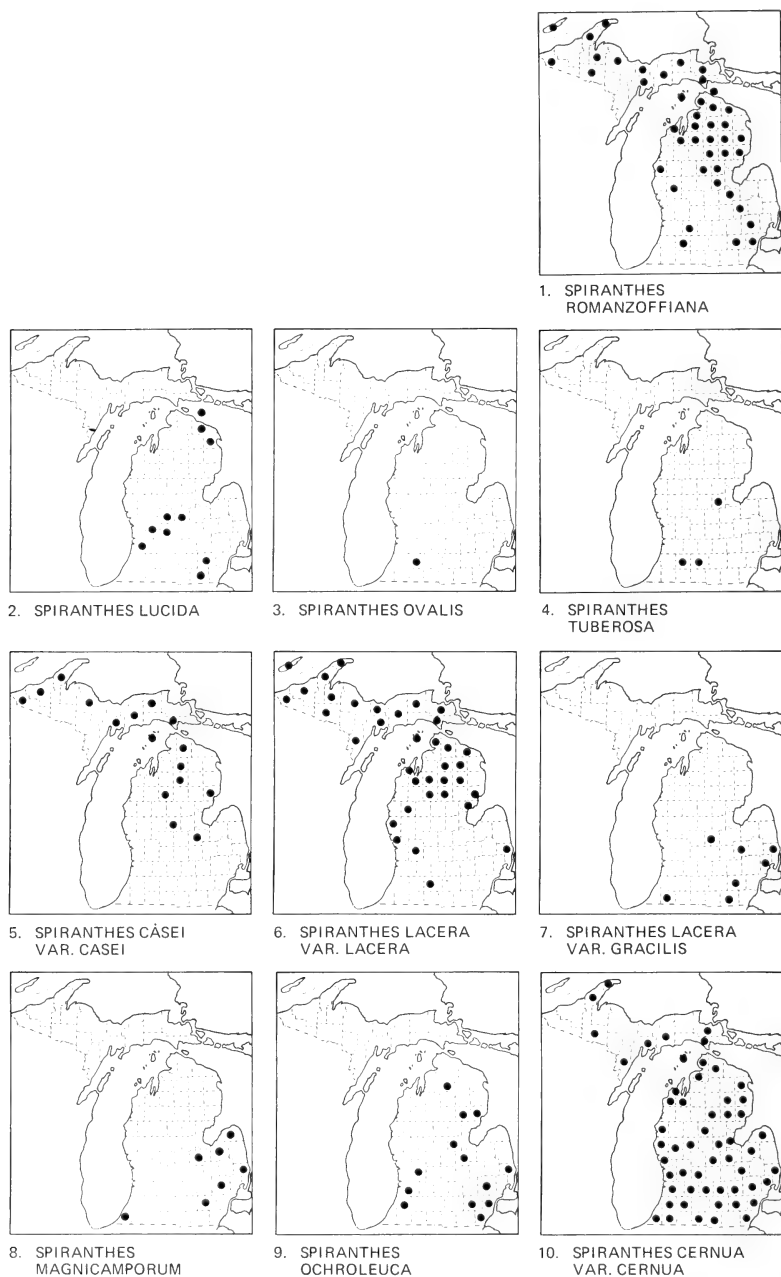 1. SPIRANTHES
ROMANZOFFIANA
2. SPIRANTHES LUCIDA
3. SPIRANTHES OVALIS
4. SPIRANTHES
TUBEROSA
5. SPIRANTHES CÀSEI
VAR. CASEI
6. SPIRANTHES LACERA
VAR. LACERA
7. SPIRANTHES LACERA
VAR. GRACILIS
8. SPIRANTHES
MAGNICAMPORUM
9. SPIRANTHES
OCHROLEUCA
10. SPIRANTHES CERNUA
VAR. CERNUA